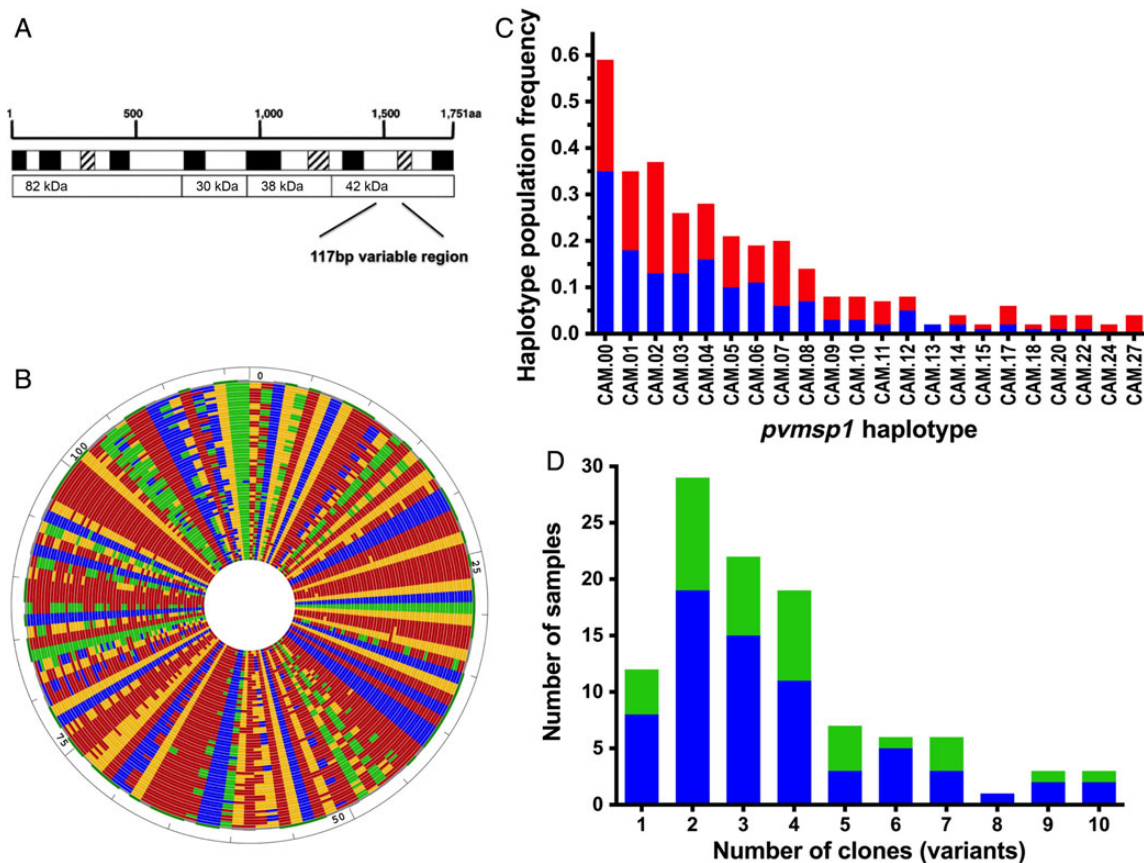 A
1 500 1,000 1,500 1,751aa
82 kDa 30 kDa 38 kDa 42 kDa
117bp variable region
B
0
25
50
75
100
C
Haplotype population frequency
0.6
0.5
0.4
0.3
0.2
0.1
0.0
CAM.00
CAM.01
CAM.02
CAM.03
CAM.04
CAM.05
CAM.06
CAM.07
CAM.08
CAM.09
CAM.10
CAM.11
CAM.12
CAM.13
CAM.14
CAM.15
CAM.17
CAM.18
CAM.20
CAM.22
CAM.24
CAM.27
pvmsp1 haplotype
D
Number of samples
30
25
20
15
10
5
0
1 2 3 4 5 6 7 8 9 10
Number of clones (variants)